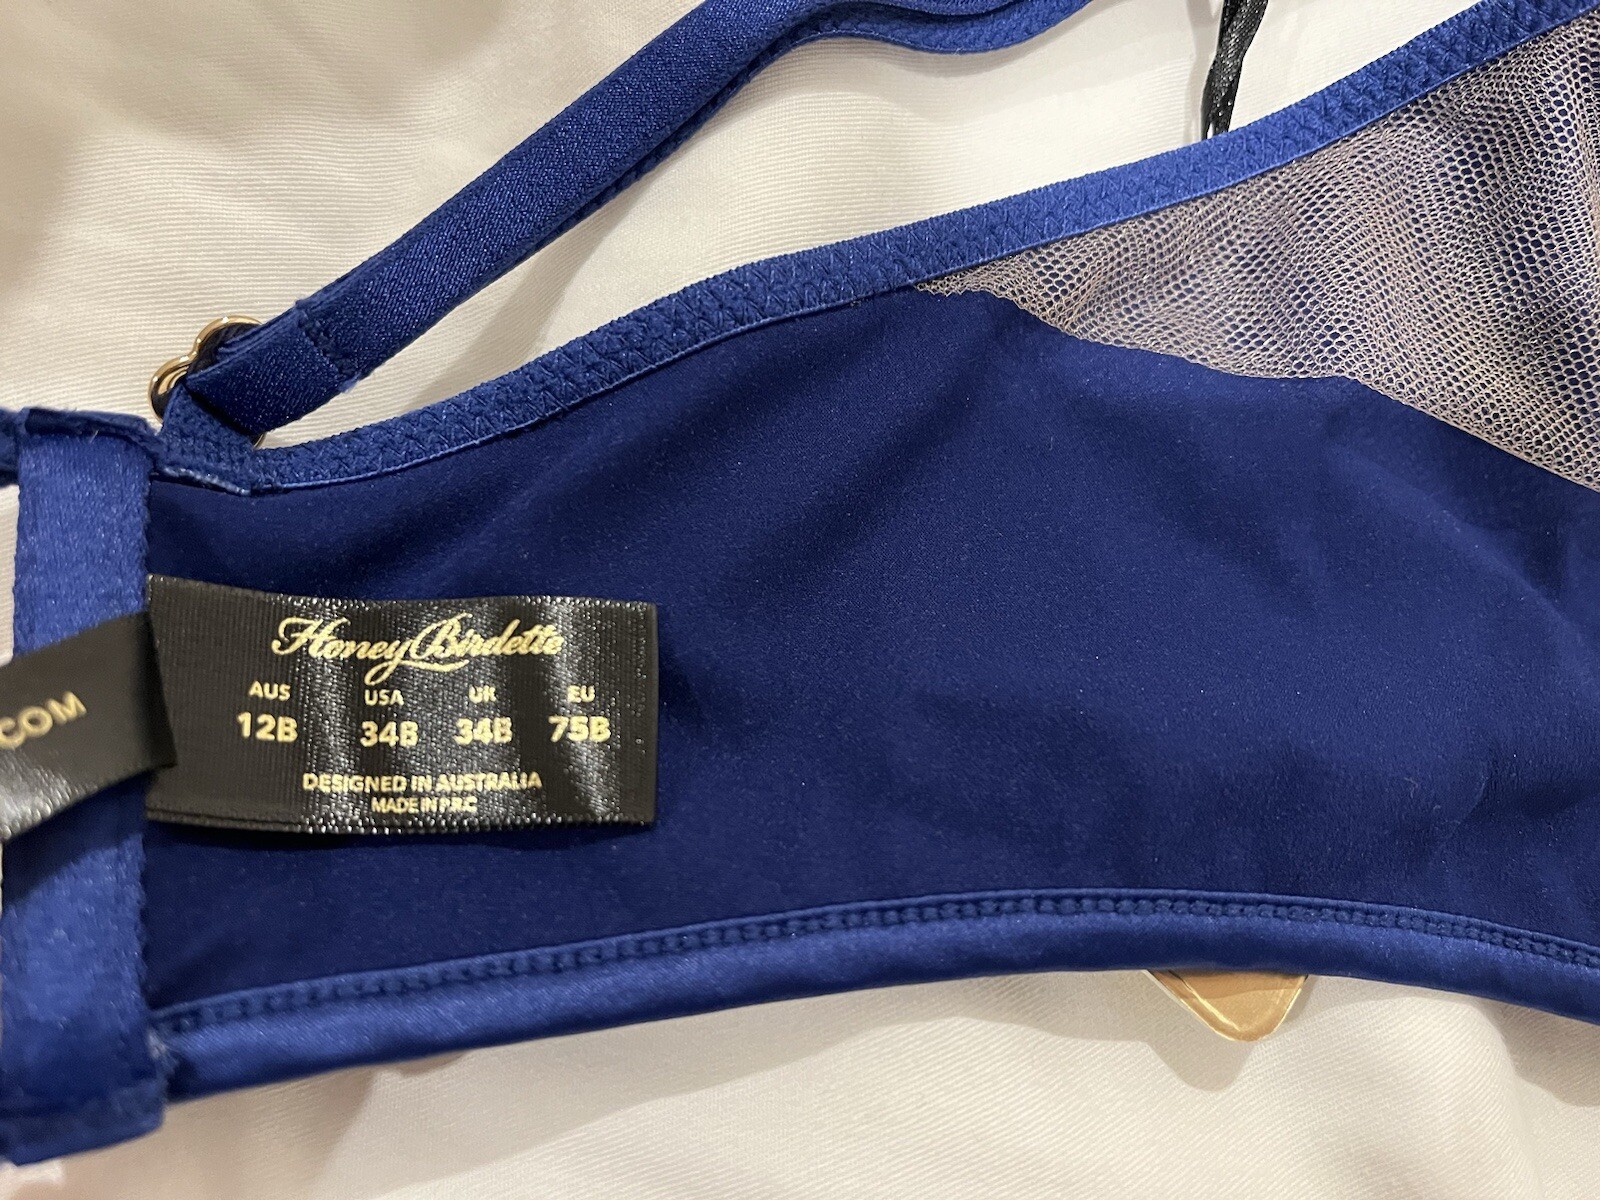 Honey Birdette
AUS USA UK EU
12B 34B 34B 75B
DESIGNED IN AUSTRALIA
MADE IN P.R.C
.COM